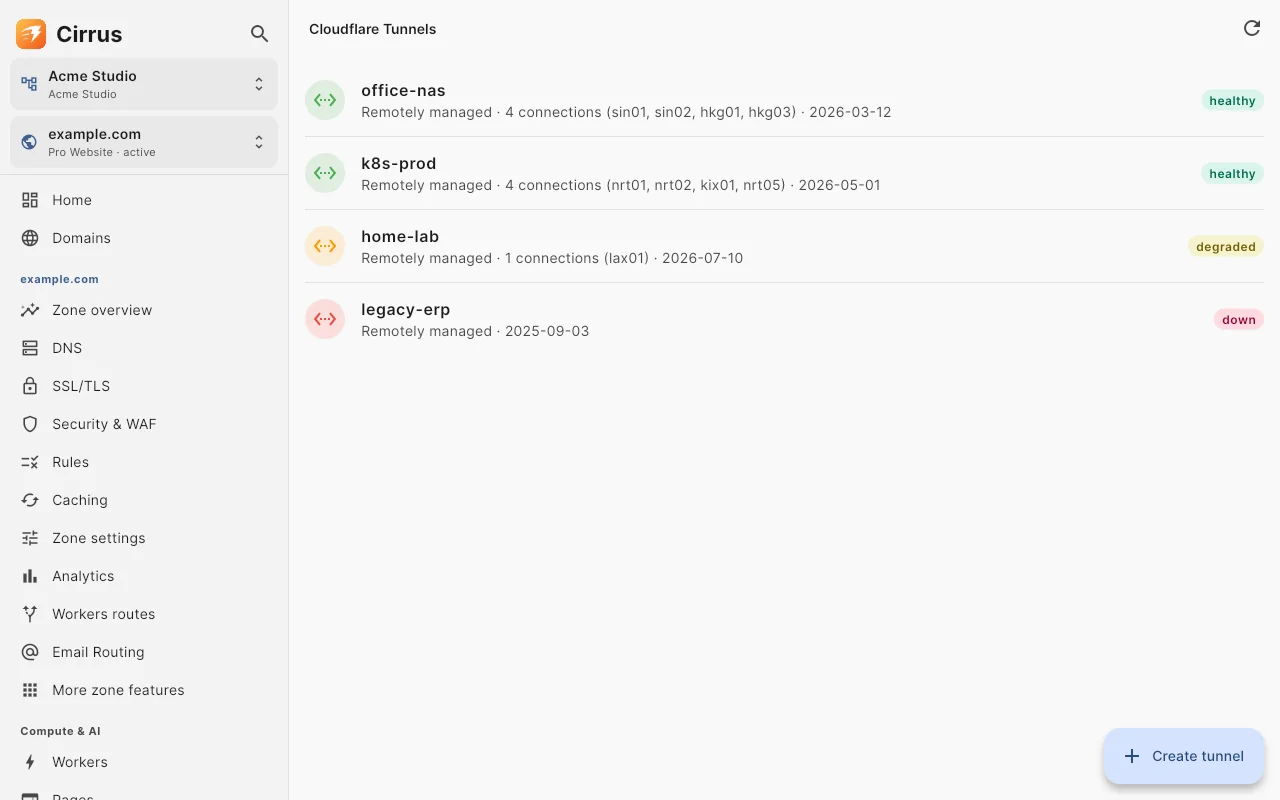 Cirrus
Acme Studio
Acme Studio
example.com
Pro Website · active
Home
Domains
example.com
Zone overview
DNS
SSL/TLS
Security & WAF
Rules
Caching
Zone settings
Analytics
Workers routes
Email Routing
More zone features
Compute & AI
Workers
Pages
Cloudflare Tunnels
office-nas
Remotely managed · 4 connections (sin01, sin02, hkg01, hkg03) · 2026-03-12
healthy
k8s-prod
Remotely managed · 4 connections (nrt01, nrt02, kix01, nrt05) · 2026-05-01
healthy
home-lab
Remotely managed · 1 connections (lax01) · 2026-07-10
degraded
legacy-erp
Remotely managed · 2025-09-03
down
Create tunnel